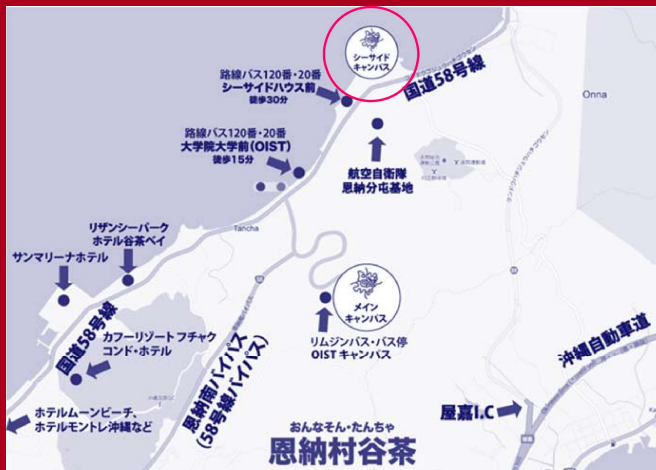 シーサイド
キャンパス
路線バス120番・20番
シーサイドハウス前
徒歩30分
国道58号線
Onna
路線バス120番・20番
大学院大学前(OIST)
徒歩15分
航空自衛隊
恩納分屯基地
Tancha
リザンシーパーク
ホテル谷茶ベイ
サンマリーナホテル
メイン
キャンパス
リムジンバス・バス停
OIST キャンパス
国道58号線
カフーリゾート フチャク
コンド・ホテル
恩納南バイパス
(58号線バイパス)
沖縄自動車道
屋嘉I.C
ホテルムーンビーチ、
ホテルモントレ沖縄など
おんなそん・たんちゃ
恩納村谷茶